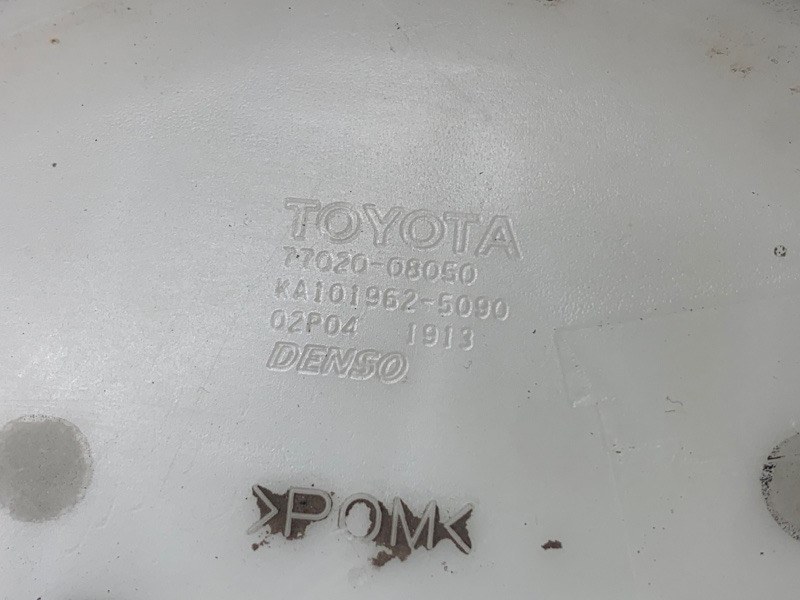 TOYOTA
77020-08050
KA101962-5090
02P04 1913
DENSO
>POM<